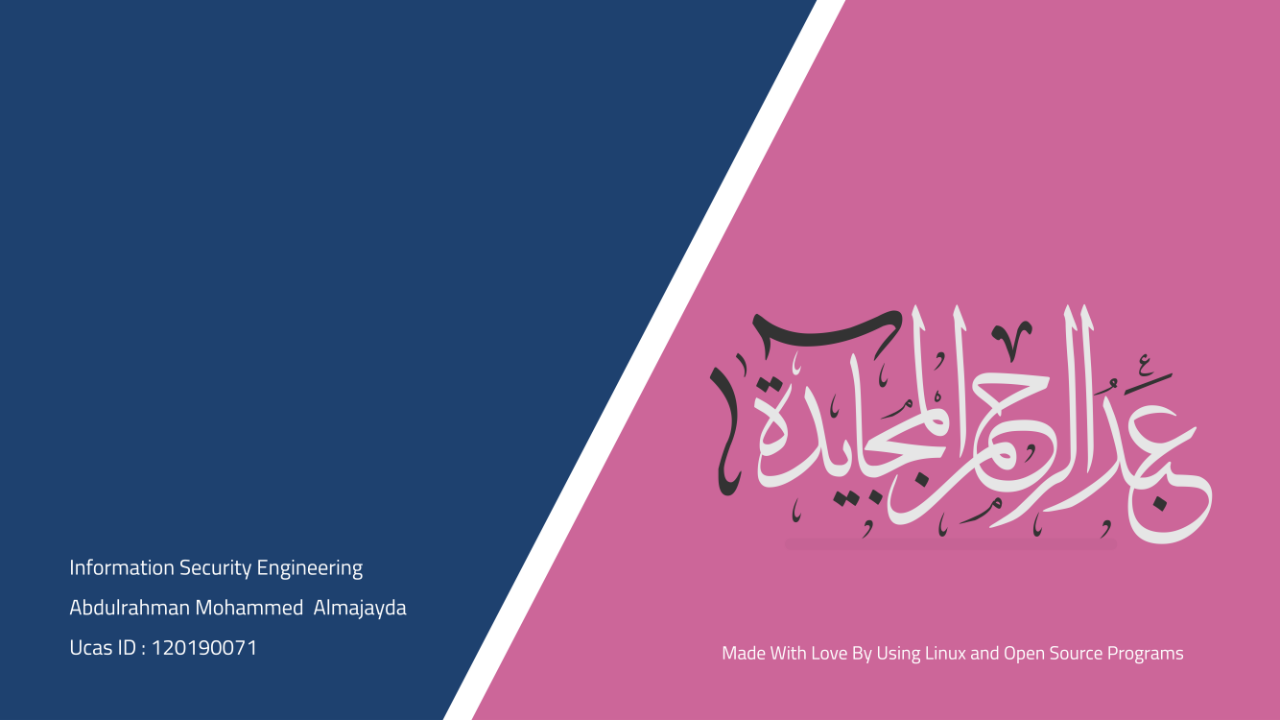 عبد الرحمن المجايدة
Information Security Engineering
Abdulrahman Mohammed Almajayda
Ucas ID : 120190071
Made With Love By Using Linux and Open Source Programs